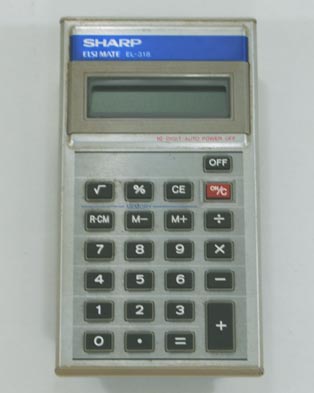 SHARP
ELSI MATE EL-318
10 DIGIT AUTO POWER OFF
OFF
√ % CE ON/C
R·CM M− M+ ÷
7 8 9 ×
4 5 6 −
1 2 3 +
0 • =